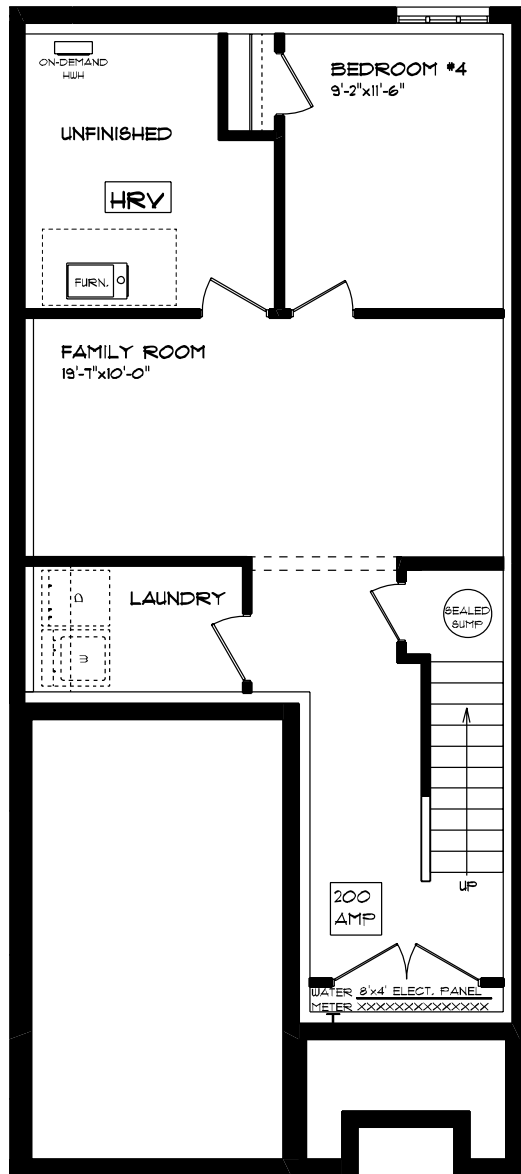 ON-DEMAND
HWH
BEDROOM #4
9'-2"x11'-6"
UNFINISHED
HRV
FURN.
FAMILY ROOM
19'-7"x10'-0"
D
LAUNDRY
W
SEALED
SUMP
UP
200
AMP
WATER 8'x4' ELECT. PANEL
METER XXXXXXXXXXXXX